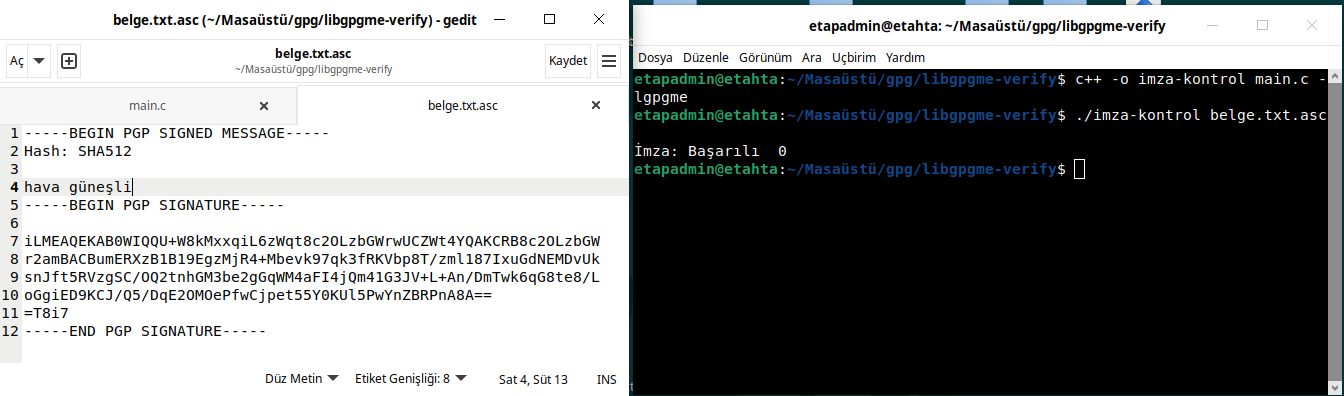 belge.txt.asc (~/Masaüstü/gpg/libgpgme-verify) - gedit
Aç
belge.txt.asc
~/Masaüstü/gpg/libgpgme-verify
Kaydet
main.c
belge.txt.asc
1 -----BEGIN PGP SIGNED MESSAGE-----
2 Hash: SHA512
3
4 hava güneşli
5 -----BEGIN PGP SIGNATURE-----
6
7 iLMEAQEKAB0WIQQU+W8kMxxqiL6zWqt8c2OLzbGWrwUCZWt4YQAKCRB8c2OLzbGW
8 r2amBACBumERXzB1B19EgzMjR4+Mbevk97qk3fRKVbp8T/zml187IxuGdNEMDvUk
9 snJft5RVzgSC/OQ2tnhGM3be2gGqWM4aFI4jQm41G3JV+L+An/DmTwk6qG8te8/L
10 oGgiED9KCJ/Q5/DqE2OMOePfwCjpet55Y0KUl5PwYnZBRPnA8A==
11 =T8i7
12 -----END PGP SIGNATURE-----
Düz Metin
Etiket Genişliği: 8
Sat 4, Süt 13
INS
etapadmin@etahta: ~/Masaüstü/gpg/libgpgme-verify
Dosya Düzenle Görünüm Ara Uçbirim Yardım
etapadmin@etahta:~/Masaüstü/gpg/libgpgme-verify$ c++ -o imza-kontrol main.c -
lgpgme
etapadmin@etahta:~/Masaüstü/gpg/libgpgme-verify$ ./imza-kontrol belge.txt.asc
İmza: Başarılı  0
etapadmin@etahta:~/Masaüstü/gpg/libgpgme-verify$